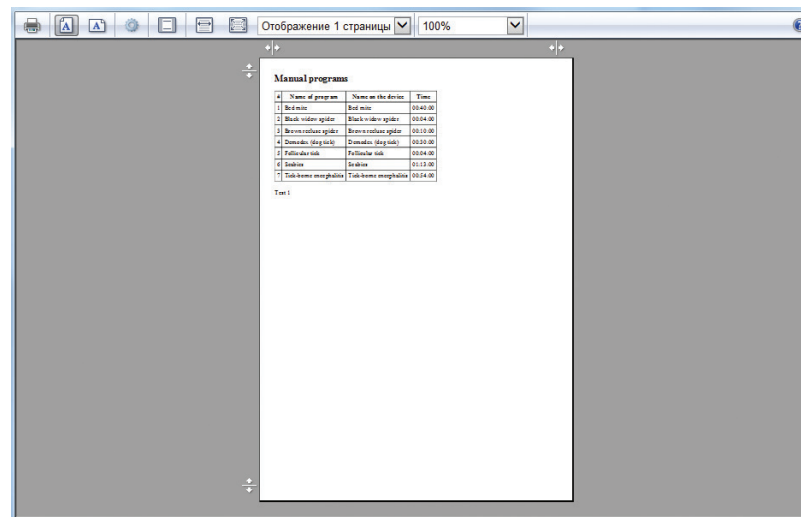 Отображение 1 страницы 100%
Manual programs
# Name of program Name on the device Time
1 Bed mite Bed mite 00:40:00
2 Black widow spider Black widow spider 00:04:00
3 Brown recluse spider Brown recluse spider 00:10:00
4 Demodex (dog tick) Demodex (dog tick) 00:30:00
5 Follicular tick Follicular tick 00:04:00
6 Scabies Scabies 01:13:00
7 Tick-borne encephalitis Tick-borne encephalitis 00:54:00
Test 1